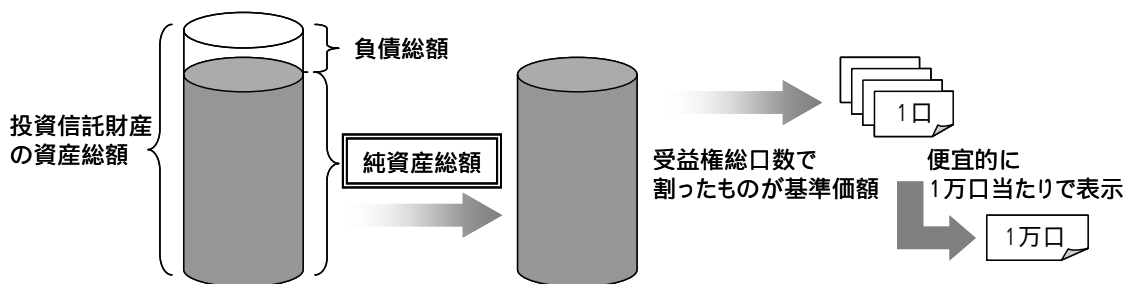 負債総額
投資信託財産
の資産総額
純資産総額
1口
受益権総口数で
割ったものが基準価額
便宜的に
1万口当たりで表示
1万口